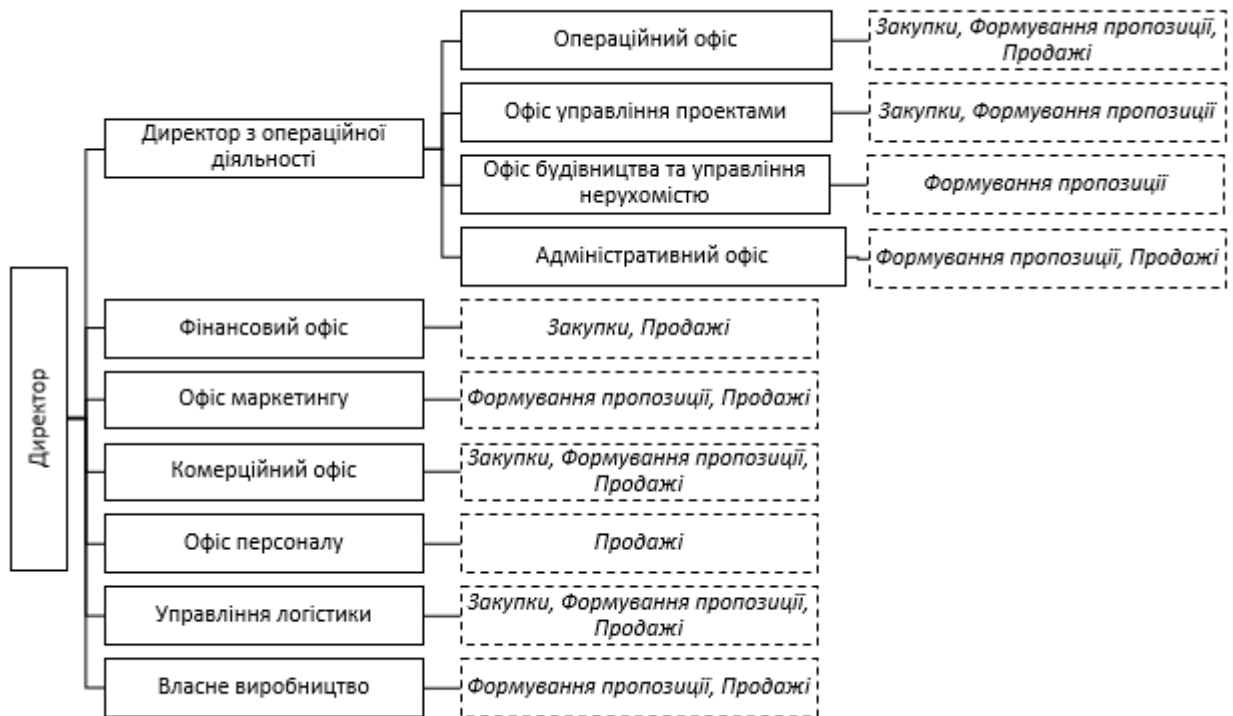 Операційний офіс
Закупки, Формування пропозиції,
Продажі
Офіс управління проектами
Закупки, Формування пропозиції
Директор з операційної
діяльності
Офіс будівництва та управління
нерухомістю
Формування пропозиції
Адміністративний офіс
Формування пропозиції, Продажі
Директор
Фінансовий офіс
Закупки, Продажі
Офіс маркетингу
Формування пропозиції, Продажі
Комерційний офіс
Закупки, Формування пропозиції,
Продажі
Офіс персоналу
Продажі
Управління логістики
Закупки, Формування пропозиції,
Продажі
Власне виробництво
Формування пропозиції, Продажі